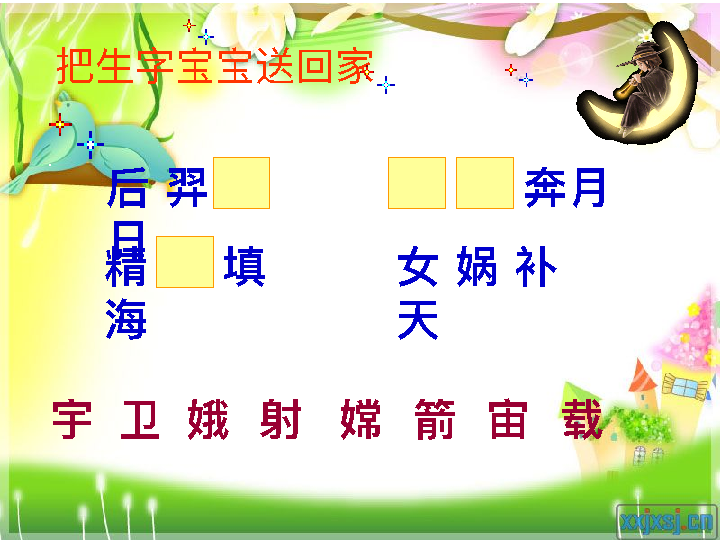 把生字宝宝送回家
后 羿 奔月
日
精 填 女 娲 补
海 天
宇 卫 娥 射 嫦 箭 宙 载
xxjxsj.cn